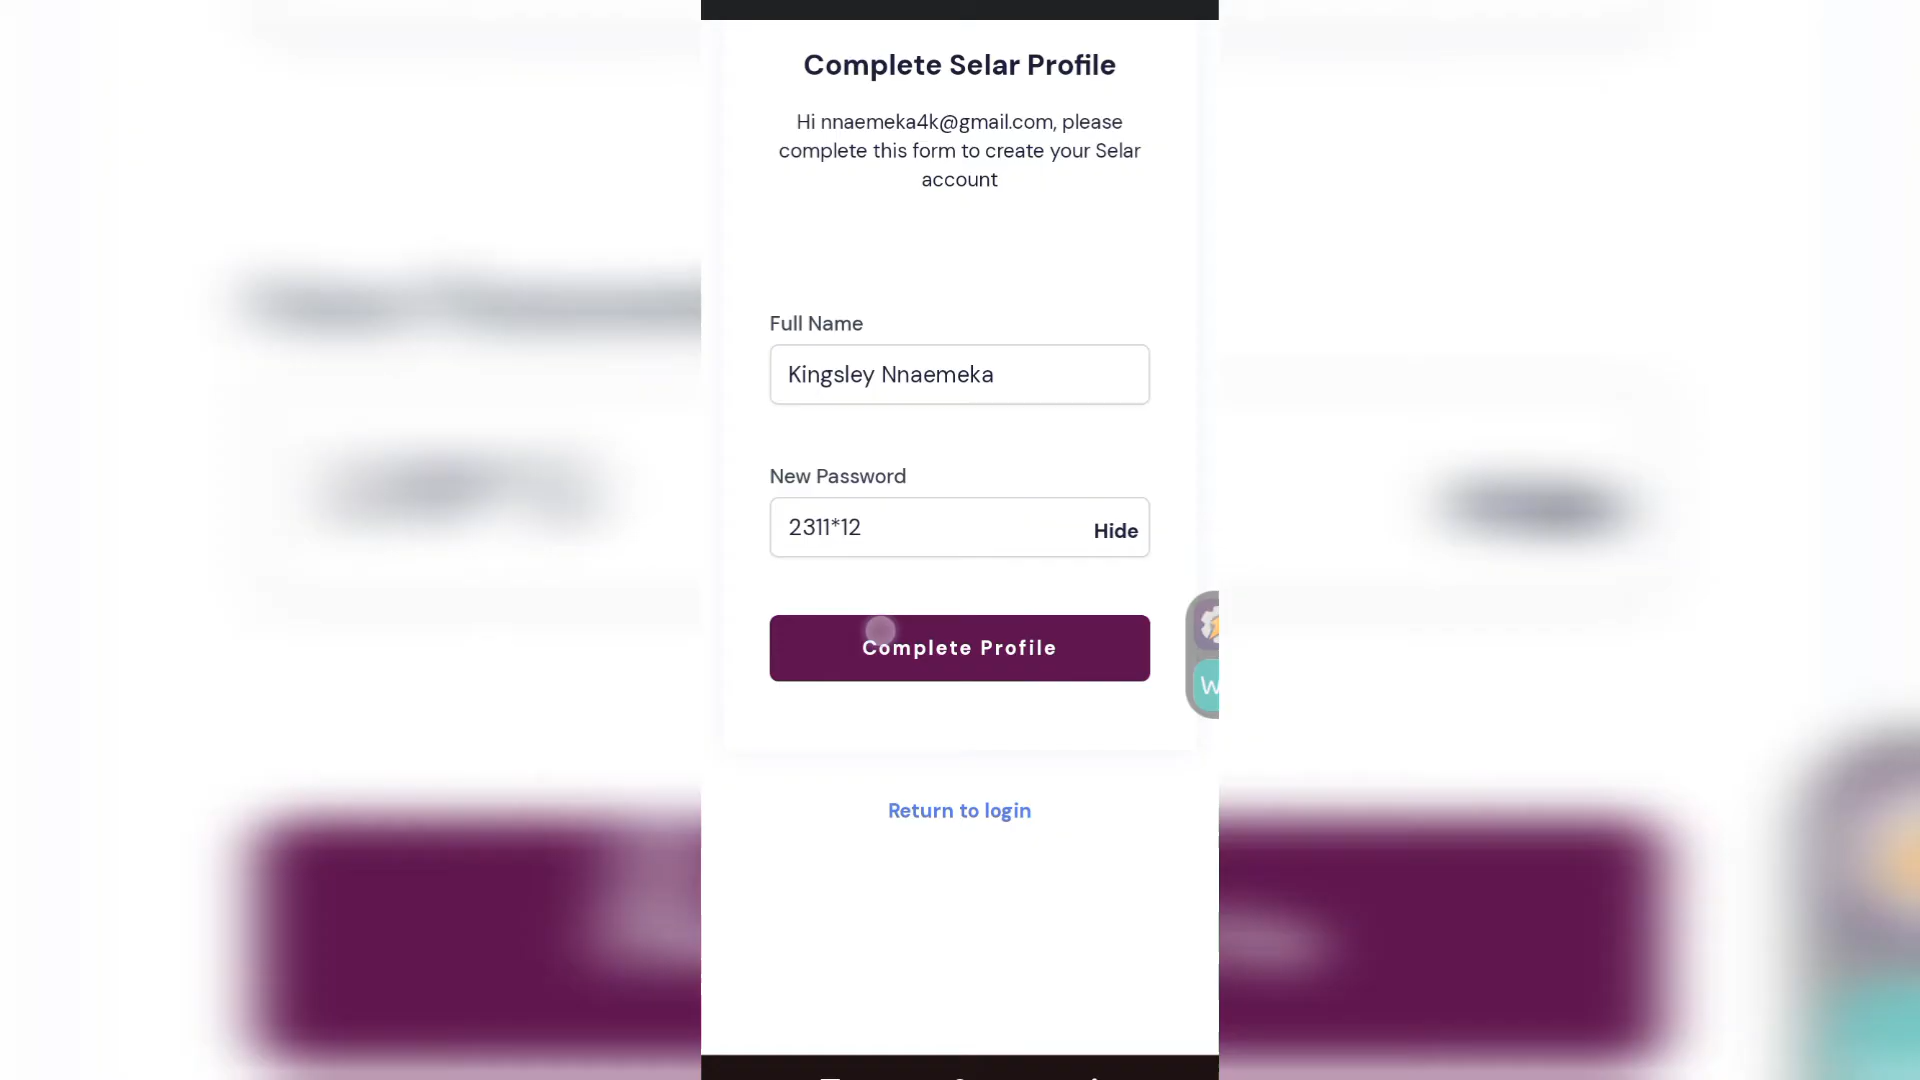 Complete Selar Profile
Hi nnaemeka4k@gmail.com, please
complete this form to create your Selar
account
Full Name
Kingsley Nnaemeka
New Password
2311*12
Hide
Complete Profile
W
Return to login